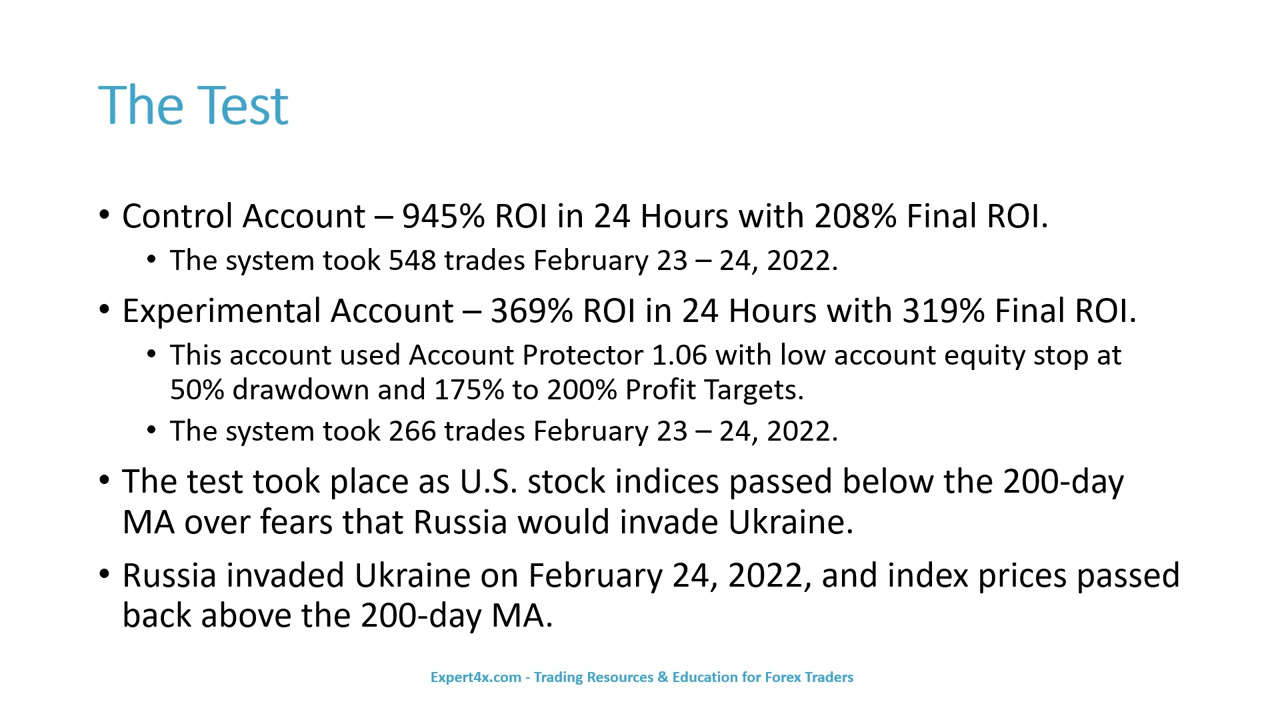 The Test
• Control Account – 945% ROI in 24 Hours with 208% Final ROI.
• The system took 548 trades February 23 – 24, 2022.
• Experimental Account – 369% ROI in 24 Hours with 319% Final ROI.
• This account used Account Protector 1.06 with low account equity stop at
50% drawdown and 175% to 200% Profit Targets.
• The system took 266 trades February 23 – 24, 2022.
• The test took place as U.S. stock indices passed below the 200-day
MA over fears that Russia would invade Ukraine.
• Russia invaded Ukraine on February 24, 2022, and index prices passed
back above the 200-day MA.
Expert4x.com - Trading Resources & Education for Forex Traders